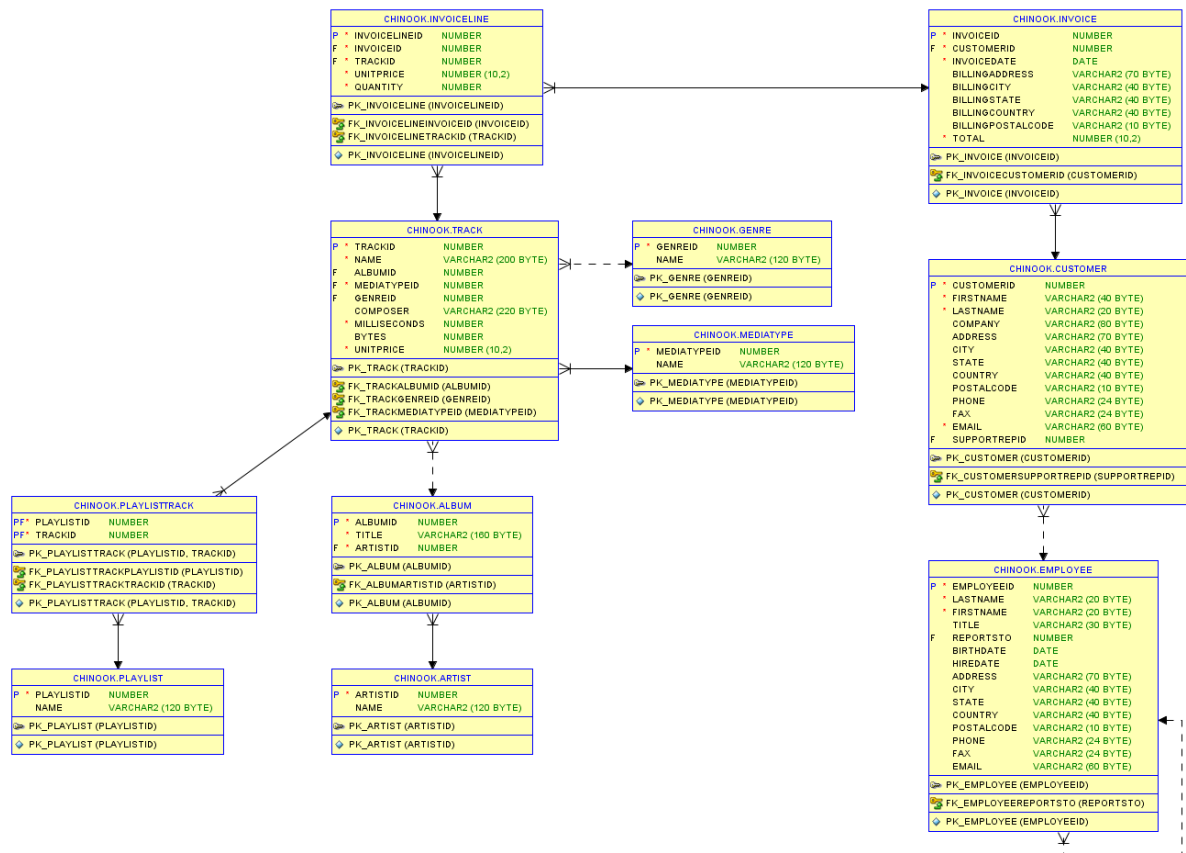 CHINOOK.INVOICELINE
P * INVOICELINEID NUMBER
F * INVOICEID NUMBER
F * TRACKID NUMBER
* UNITPRICE NUMBER (10,2)
* QUANTITY NUMBER
PK_INVOICELINE (INVOICELINEID)
FK_INVOICELINEINVOICEID (INVOICEID)
FK_INVOICELINETRACKID (TRACKID)
PK_INVOICELINE (INVOICELINEID)
CHINOOK.INVOICE
P * INVOICEID NUMBER
F * CUSTOMERID NUMBER
* INVOICEDATE DATE
BILLINGADDRESS VARCHAR2 (70 BYTE)
BILLINGCITY VARCHAR2 (40 BYTE)
BILLINGSTATE VARCHAR2 (40 BYTE)
BILLINGCOUNTRY VARCHAR2 (40 BYTE)
BILLINGPOSTALCODE VARCHAR2 (10 BYTE)
* TOTAL NUMBER (10,2)
PK_INVOICE (INVOICEID)
FK_INVOICECUSTOMERID (CUSTOMERID)
PK_INVOICE (INVOICEID)
CHINOOK.TRACK
P * TRACKID NUMBER
* NAME VARCHAR2 (200 BYTE)
F ALBUMID NUMBER
F * MEDIATYPEID NUMBER
F GENREID NUMBER
COMPOSER VARCHAR2 (220 BYTE)
* MILLISECONDS NUMBER
BYTES NUMBER
* UNITPRICE NUMBER (10,2)
PK_TRACK (TRACKID)
FK_TRACKALBUMID (ALBUMID)
FK_TRACKGENREID (GENREID)
FK_TRACKMEDIATYPEID (MEDIATYPEID)
PK_TRACK (TRACKID)
CHINOOK.GENRE
P * GENREID NUMBER
NAME VARCHAR2 (120 BYTE)
PK_GENRE (GENREID)
PK_GENRE (GENREID)
CHINOOK.MEDIATYPE
P * MEDIATYPEID NUMBER
NAME VARCHAR2 (120 BYTE)
PK_MEDIATYPE (MEDIATYPEID)
PK_MEDIATYPE (MEDIATYPEID)
CHINOOK.CUSTOMER
P * CUSTOMERID NUMBER
* FIRSTNAME VARCHAR2 (40 BYTE)
* LASTNAME VARCHAR2 (20 BYTE)
COMPANY VARCHAR2 (80 BYTE)
ADDRESS VARCHAR2 (70 BYTE)
CITY VARCHAR2 (40 BYTE)
STATE VARCHAR2 (40 BYTE)
COUNTRY VARCHAR2 (40 BYTE)
POSTALCODE VARCHAR2 (10 BYTE)
PHONE VARCHAR2 (24 BYTE)
FAX VARCHAR2 (24 BYTE)
* EMAIL VARCHAR2 (60 BYTE)
F SUPPORTREPID NUMBER
PK_CUSTOMER (CUSTOMERID)
FK_CUSTOMERSUPPORTREPID (SUPPORTREPID)
PK_CUSTOMER (CUSTOMERID)
CHINOOK.PLAYLISTTRACK
PF* PLAYLISTID NUMBER
PF* TRACKID NUMBER
PK_PLAYLISTTRACK (PLAYLISTID, TRACKID)
FK_PLAYLISTTRACKPLAYLISTID (PLAYLISTID)
FK_PLAYLISTTRACKTRACKID (TRACKID)
PK_PLAYLISTTRACK (PLAYLISTID, TRACKID)
CHINOOK.ALBUM
P * ALBUMID NUMBER
* TITLE VARCHAR2 (160 BYTE)
F * ARTISTID NUMBER
PK_ALBUM (ALBUMID)
FK_ALBUMARTISTID (ARTISTID)
PK_ALBUM (ALBUMID)
CHINOOK.EMPLOYEE
P * EMPLOYEEID NUMBER
* LASTNAME VARCHAR2 (20 BYTE)
* FIRSTNAME VARCHAR2 (20 BYTE)
TITLE VARCHAR2 (30 BYTE)
F REPORTSTO NUMBER
BIRTHDATE DATE
HIREDATE DATE
ADDRESS VARCHAR2 (70 BYTE)
CITY VARCHAR2 (40 BYTE)
STATE VARCHAR2 (40 BYTE)
COUNTRY VARCHAR2 (40 BYTE)
POSTALCODE VARCHAR2 (10 BYTE)
PHONE VARCHAR2 (24 BYTE)
FAX VARCHAR2 (24 BYTE)
EMAIL VARCHAR2 (60 BYTE)
PK_EMPLOYEE (EMPLOYEEID)
FK_EMPLOYEEREPORTSTO (REPORTSTO)
PK_EMPLOYEE (EMPLOYEEID)
CHINOOK.PLAYLIST
P * PLAYLISTID NUMBER
NAME VARCHAR2 (120 BYTE)
PK_PLAYLIST (PLAYLISTID)
PK_PLAYLIST (PLAYLISTID)
CHINOOK.ARTIST
P * ARTISTID NUMBER
NAME VARCHAR2 (120 BYTE)
PK_ARTIST (ARTISTID)
PK_ARTIST (ARTISTID)